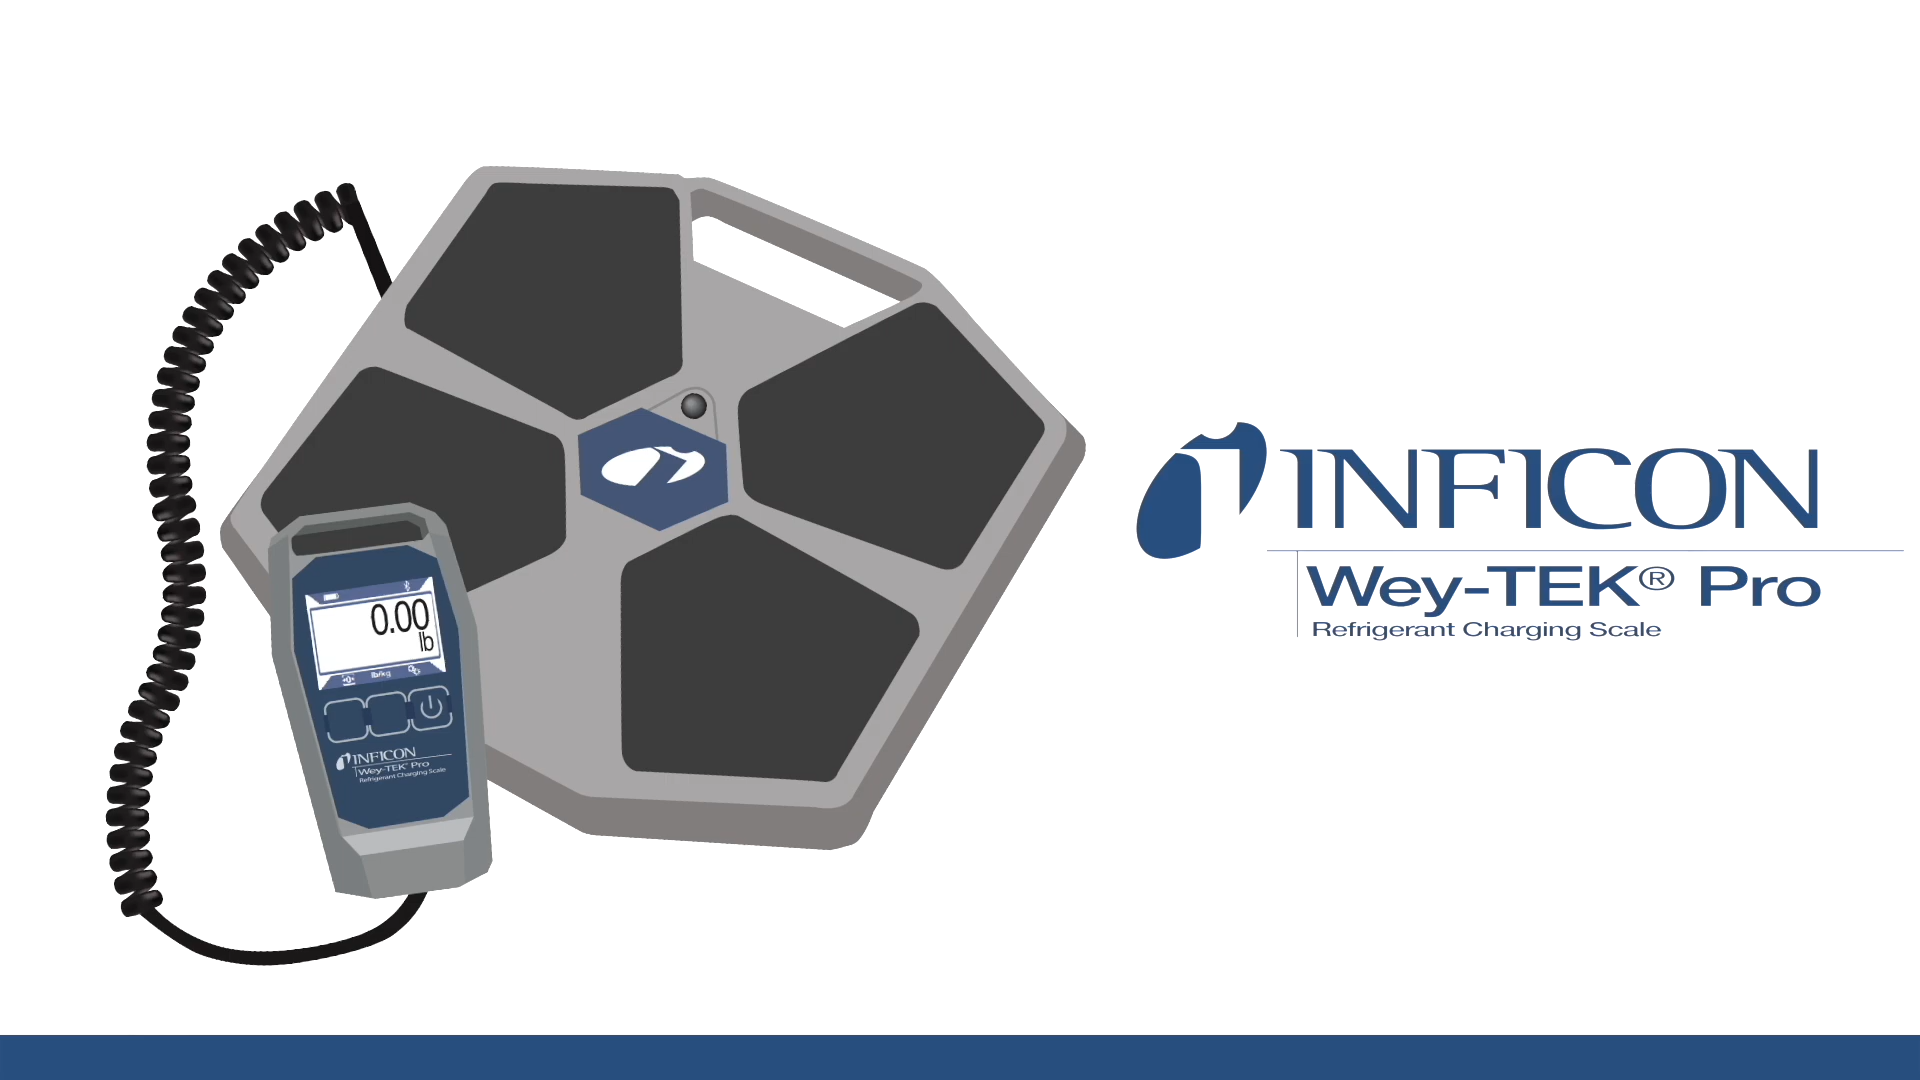 0.00
lb
lb/kg
INFICON
Wey-TEK® Pro
Refrigerant Charging Scale
INFICON
Wey-TEK® Pro
Refrigerant Charging Scale